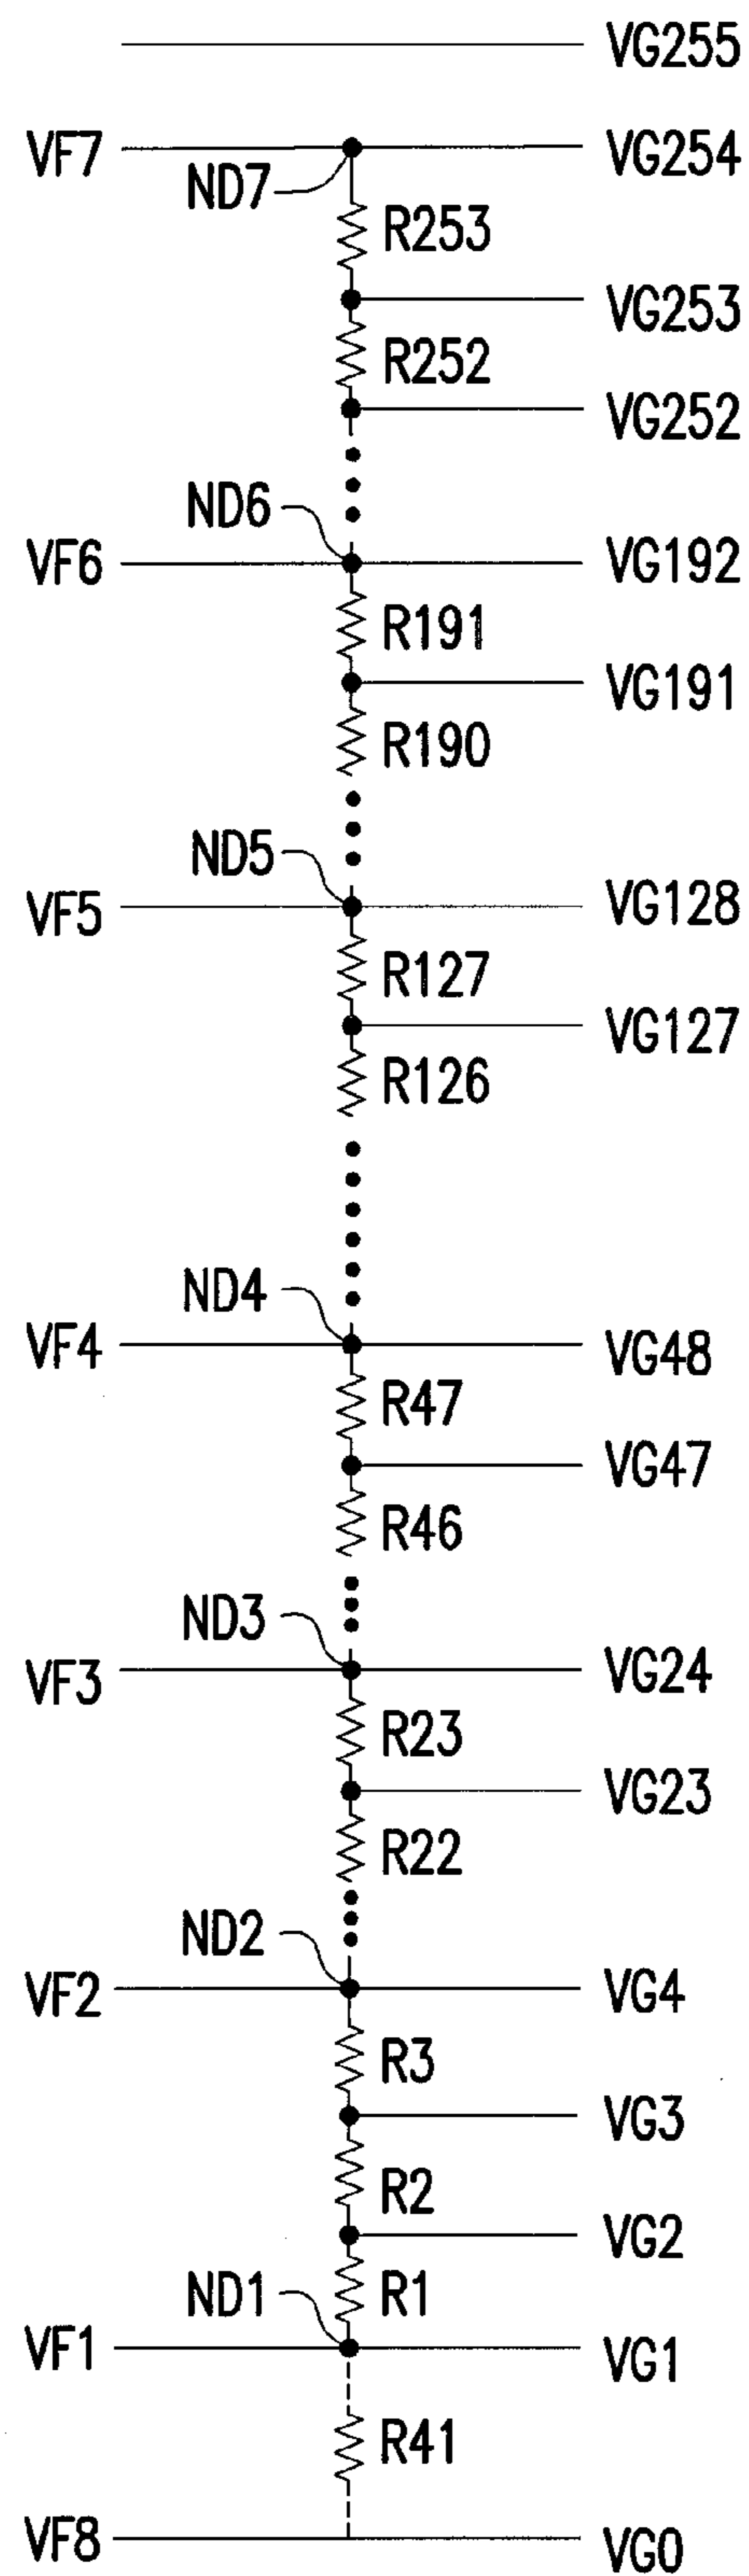 VG255
VF7 ND7 VG254
R253
VG253
R252
VG252
ND6
VF6 VG192
R191
VG191
R190
ND5
VF5 VG128
R127
VG127
R126
ND4
VF4 VG48
R47
VG47
R46
ND3
VF3 VG24
R23
VG23
R22
ND2
VF2 VG4
R3
VG3
R2
VG2
ND1 R1
VF1 VG1
R41
VF8 VG0